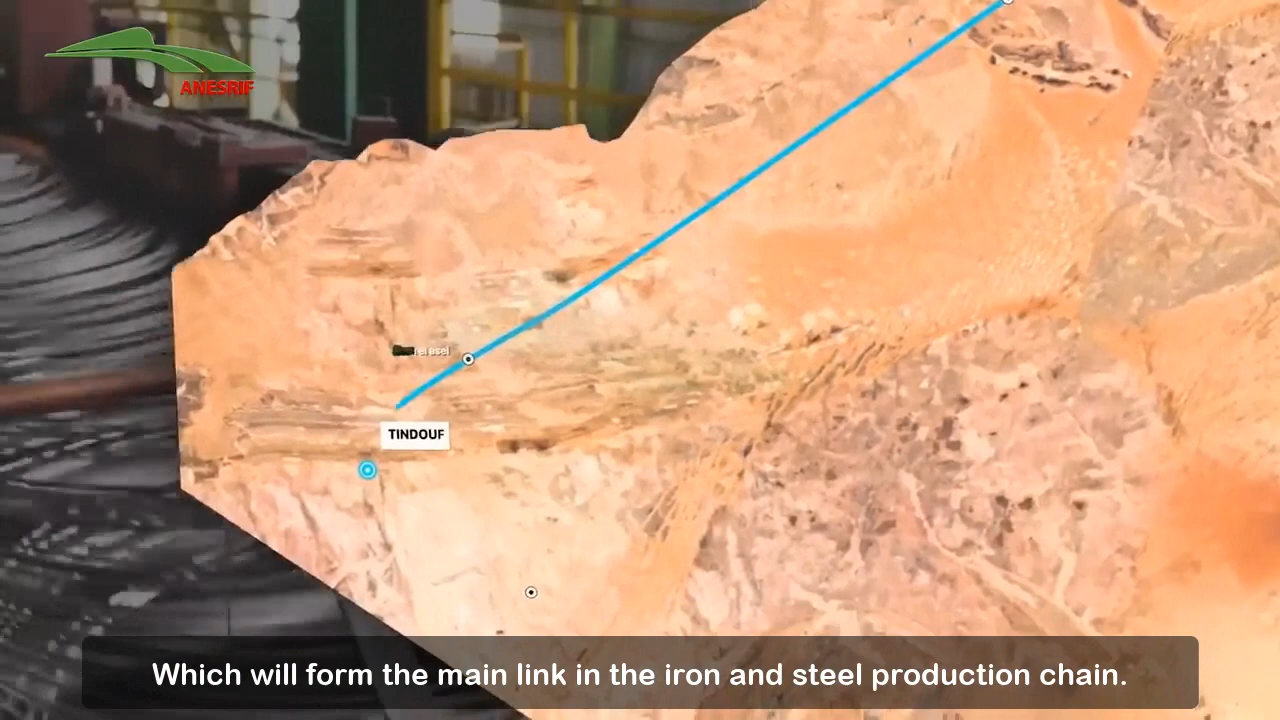 ANESRIF
TINDOUF
Which will form the main link in the iron and steel production chain.